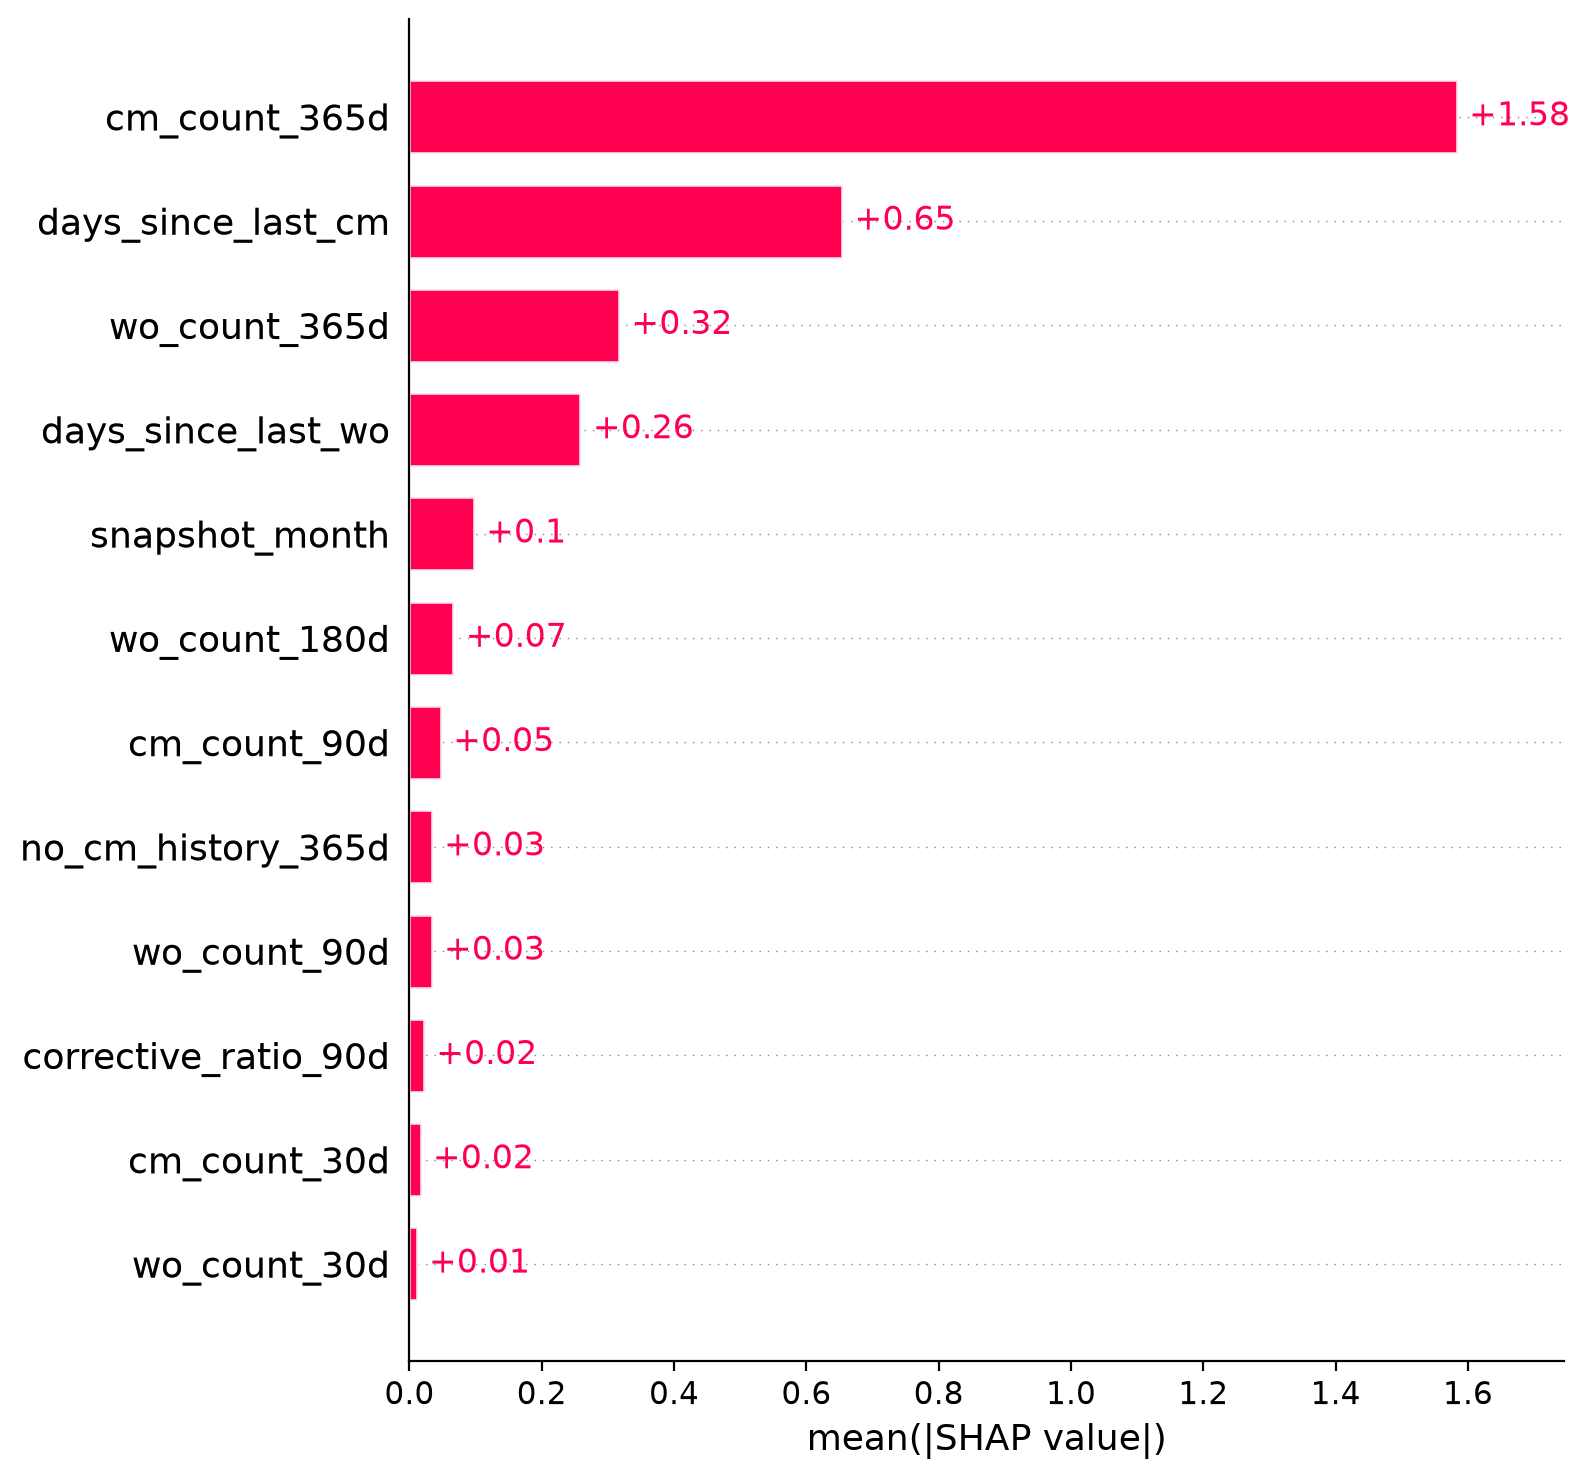 cm_count_365d +1.58
days_since_last_cm +0.65
wo_count_365d +0.32
days_since_last_wo +0.26
snapshot_month +0.1
wo_count_180d +0.07
cm_count_90d +0.05
no_cm_history_365d +0.03
wo_count_90d +0.03
corrective_ratio_90d +0.02
cm_count_30d +0.02
wo_count_30d +0.01
0.0 0.2 0.4 0.6 0.8 1.0 1.2 1.4 1.6
mean(|SHAP value|)